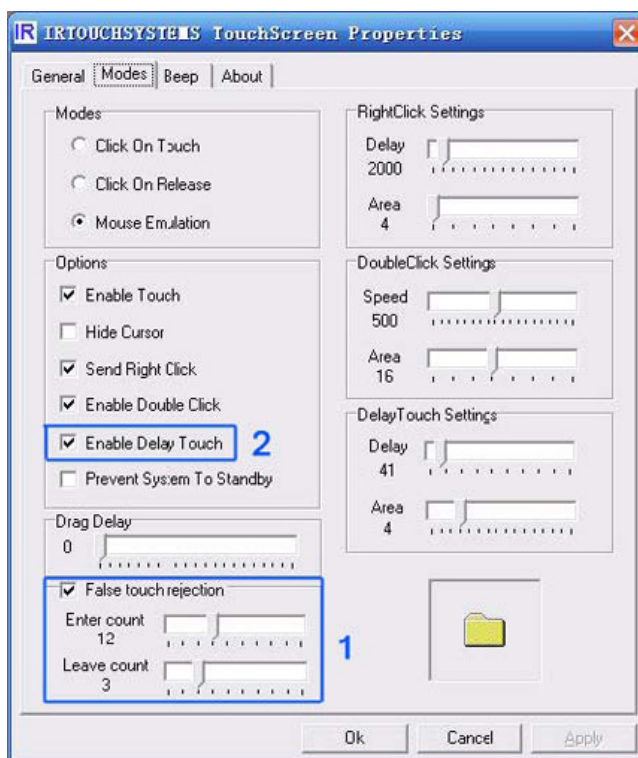 IR IRTOUCHSYSTEMS TouchScreen Properties
General Modes Beep About
Modes
Click On Touch
Click On Release
Mouse Emulation
Options
Enable Touch
Hide Cursor
Send Right Click
Enable Double Click
Enable Delay Touch 2
Prevent System To Standby
Drag Delay
0
False touch rejection
Enter count
12
Leave count
3
1
RightClick Settings
Delay
2000
Area
4
DoubleClick Settings
Speed
500
Area
16
DelayTouch Settings
Delay
41
Area
4
Ok Cancel Apply